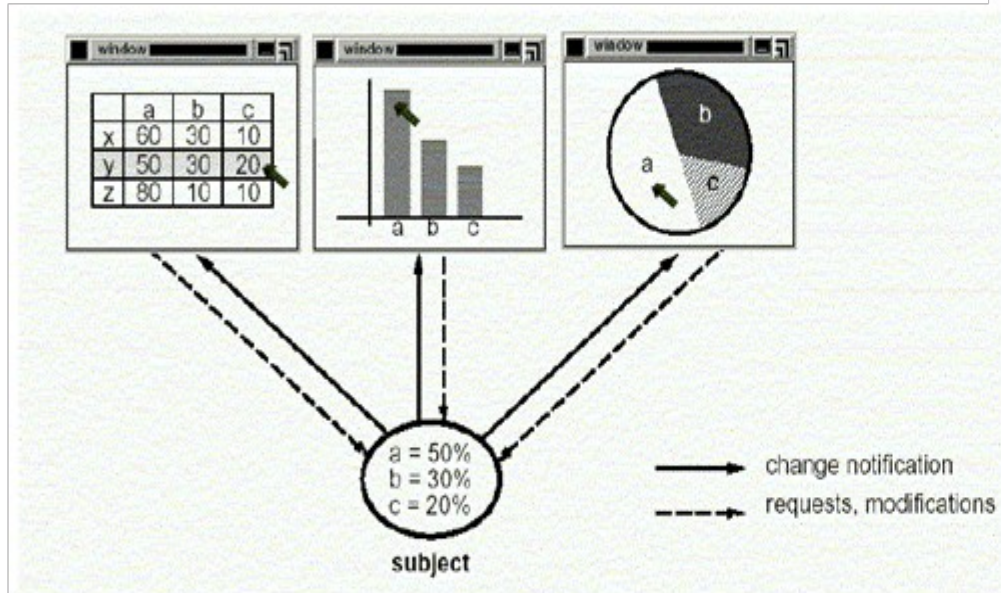 window
a b c
x 60 30 10
y 50 30 20
z 80 10 10
window
a b c
window
b
a
c
a = 50%
b = 30%
c = 20%
subject
change notification
requests, modifications